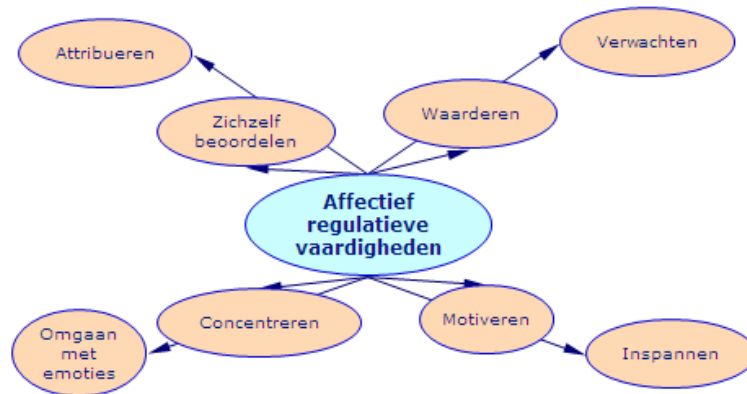 Attribueren
Verwachten
Zichzelf
beoordelen
Waarderen
Affectief
regulatieve
vaardigheden
Concentreren
Motiveren
Omgaan
met
emoties
Inspannen